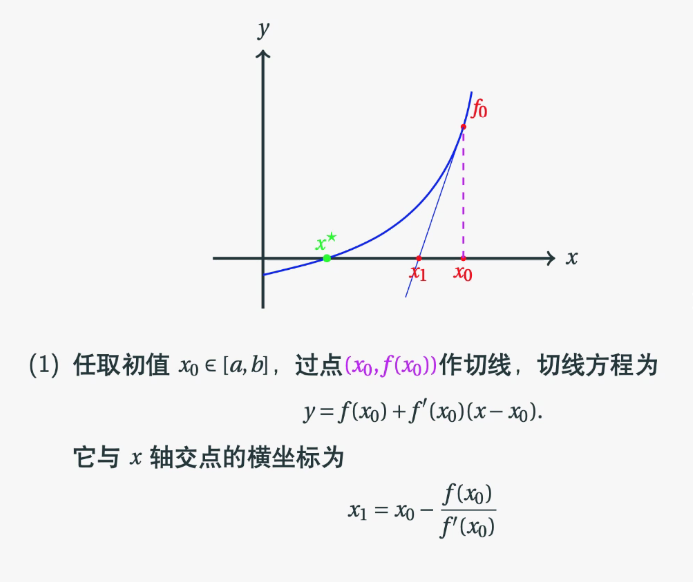 y
f₀
x⋆
x
x₁ x₀
(1) 任取初值 x₀ ∈ [a, b]，过点(x₀, f(x₀))作切线，切线方程为
y = f(x₀) + f′(x₀)(x − x₀).
它与 x 轴交点的横坐标为
x₁ = x₀ − f(x₀) / f′(x₀)